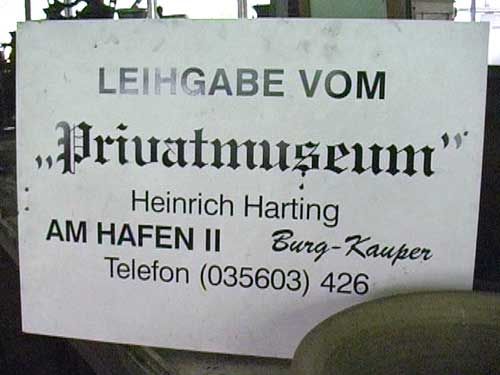 LEIHGABE VOM
„Privatmuseum”
Heinrich Harting
AM HAFEN II Burg-Kauper
Telefon (035603) 426